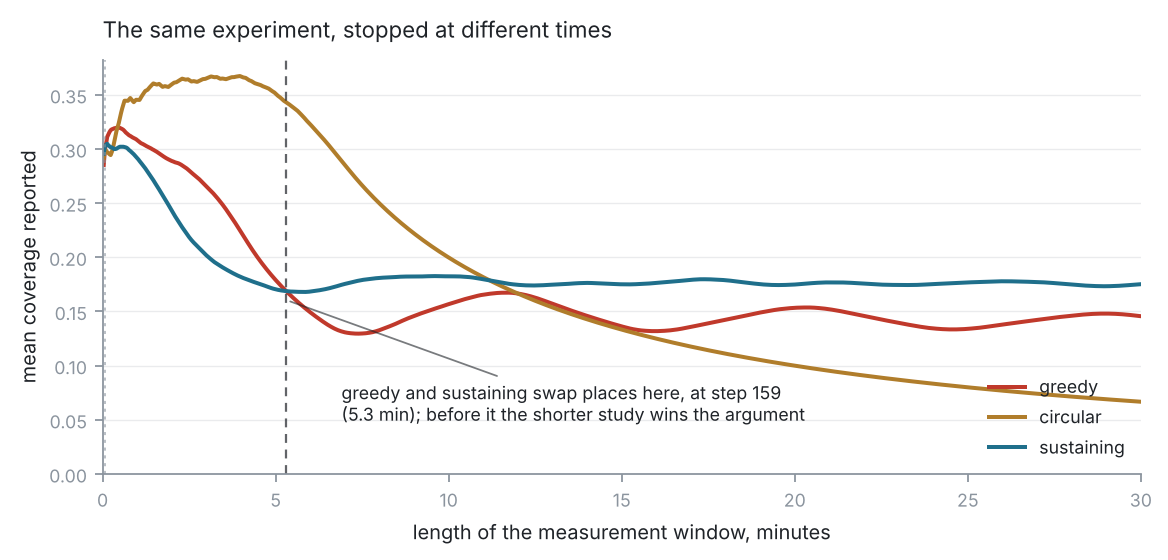 The same experiment, stopped at different times
mean coverage reported
0.35
0.30
0.25
0.20
0.15
0.10
0.05
0.00
greedy and sustaining swap places here, at step 159
(5.3 min); before it the shorter study wins the argument
greedy
circular
sustaining
0
5
10
15
20
25
30
length of the measurement window, minutes